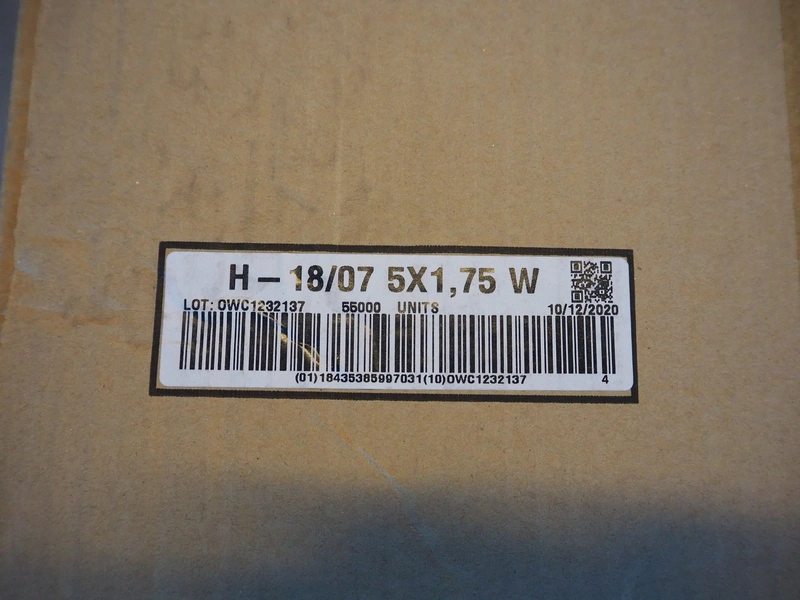 H – 18/07 5X1,75 W
LOT: OWC1232137 55000 UNITS 10/12/2020
(01)18435385997031(10)OWC1232137 4